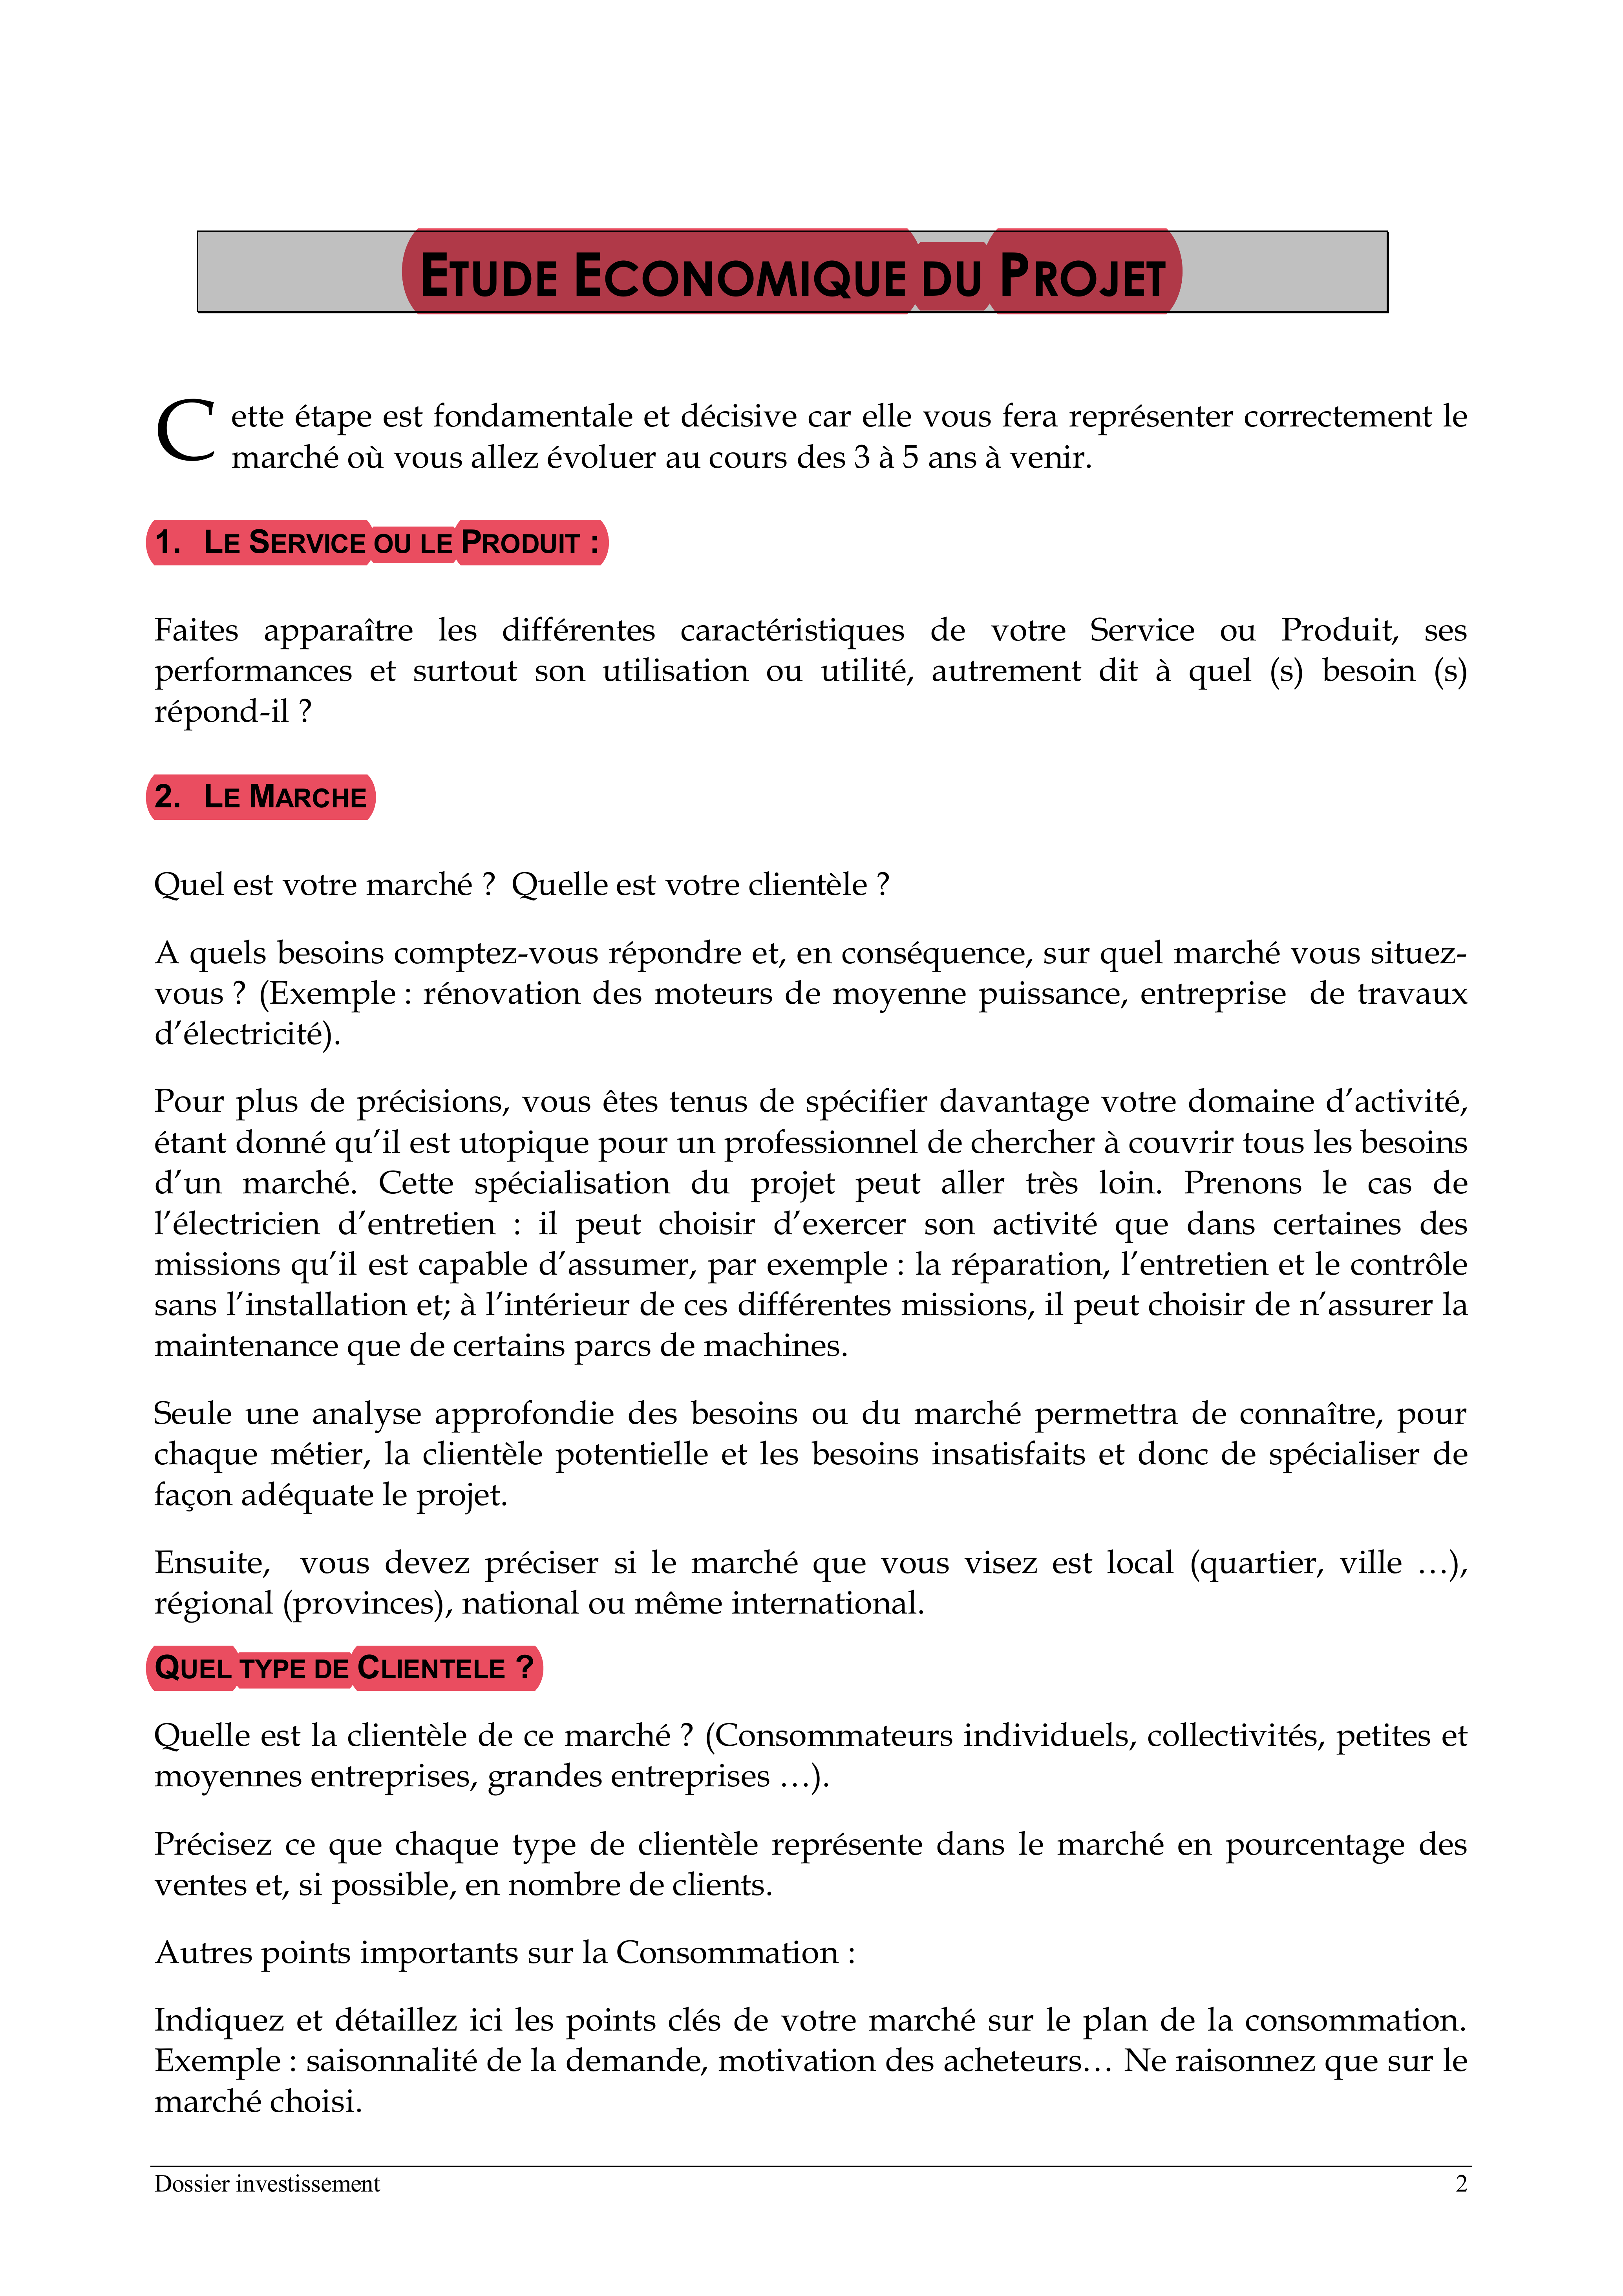 ETUDE ECONOMIQUE DU PROJET
Cette étape est fondamentale et décisive car elle vous fera représenter correctement le
marché où vous allez évoluer au cours des 3 à 5 ans à venir.
1. LE SERVICE OU LE PRODUIT :
Faites apparaître les différentes caractéristiques de votre Service ou Produit, ses
performances et surtout son utilisation ou utilité, autrement dit à quel (s) besoin (s)
répond-il ?
2. LE MARCHE
Quel est votre marché ? Quelle est votre clientèle ?
A quels besoins comptez-vous répondre et, en conséquence, sur quel marché vous situez-
vous ? (Exemple : rénovation des moteurs de moyenne puissance, entreprise de travaux
d’électricité).
Pour plus de précisions, vous êtes tenus de spécifier davantage votre domaine d’activité,
étant donné qu’il est utopique pour un professionnel de chercher à couvrir tous les besoins
d’un marché. Cette spécialisation du projet peut aller très loin. Prenons le cas de
l’électricien d’entretien : il peut choisir d’exercer son activité que dans certaines des
missions qu’il est capable d’assumer, par exemple : la réparation, l’entretien et le contrôle
sans l’installation et; à l’intérieur de ces différentes missions, il peut choisir de n’assurer la
maintenance que de certains parcs de machines.
Seule une analyse approfondie des besoins ou du marché permettra de connaître, pour
chaque métier, la clientèle potentielle et les besoins insatisfaits et donc de spécialiser de
façon adéquate le projet.
Ensuite, vous devez préciser si le marché que vous visez est local (quartier, ville …),
régional (provinces), national ou même international.
QUEL TYPE DE CLIENTELE ?
Quelle est la clientèle de ce marché ? (Consommateurs individuels, collectivités, petites et
moyennes entreprises, grandes entreprises …).
Précisez ce que chaque type de clientèle représente dans le marché en pourcentage des
ventes et, si possible, en nombre de clients.
Autres points importants sur la Consommation :
Indiquez et détaillez ici les points clés de votre marché sur le plan de la consommation.
Exemple : saisonnalité de la demande, motivation des acheteurs… Ne raisonnez que sur le
marché choisi.
Dossier investissement 2